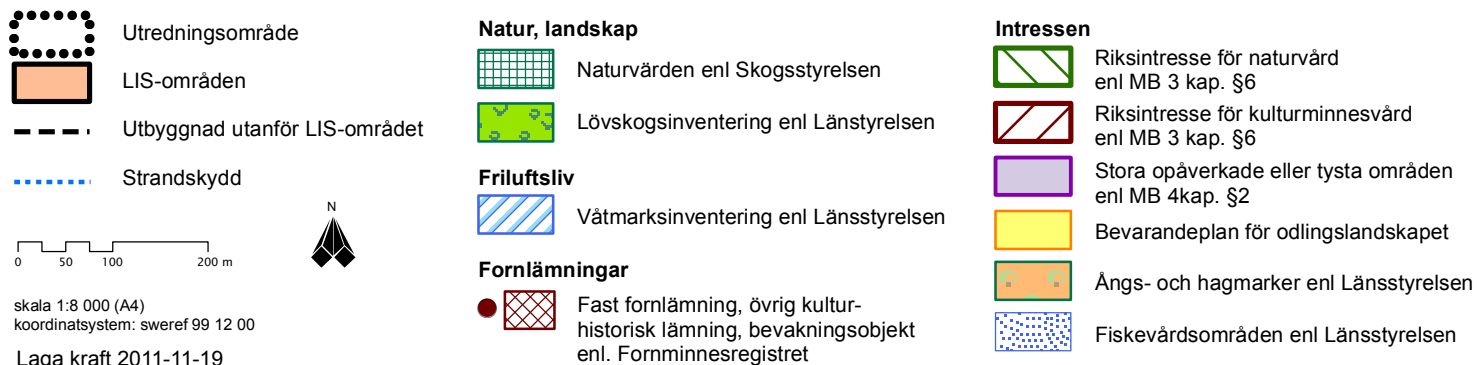 Utredningsområde
LIS-områden
Utbyggnad utanför LIS-området
Strandskydd
N
0 50 100 200 m
skala 1:8 000 (A4)
koordinatsystem: sweref 99 12 00
Laga kraft 2011-11-19
Natur, landskap
Naturvärden enl Skogsstyrelsen
Lövskogsinventering enl Länstyrelsen
Friluftsliv
Våtmarksinventering enl Länsstyrelsen
Fornlämningar
Fast fornlämning, övrig kultur-
historisk lämning, bevakningsobjekt
enl. Fornminnesregistret
Intressen
Riksintresse för naturvård
enl MB 3 kap. §6
Riksintresse för kulturminnesvård
enl MB 3 kap. §6
Stora opåverkade eller tysta områden
enl MB 4kap. §2
Bevarandeplan för odlingslandskapet
Ångs- och hagmarker enl Länsstyrelsen
Fiskevårdsområden enl Länsstyrelsen